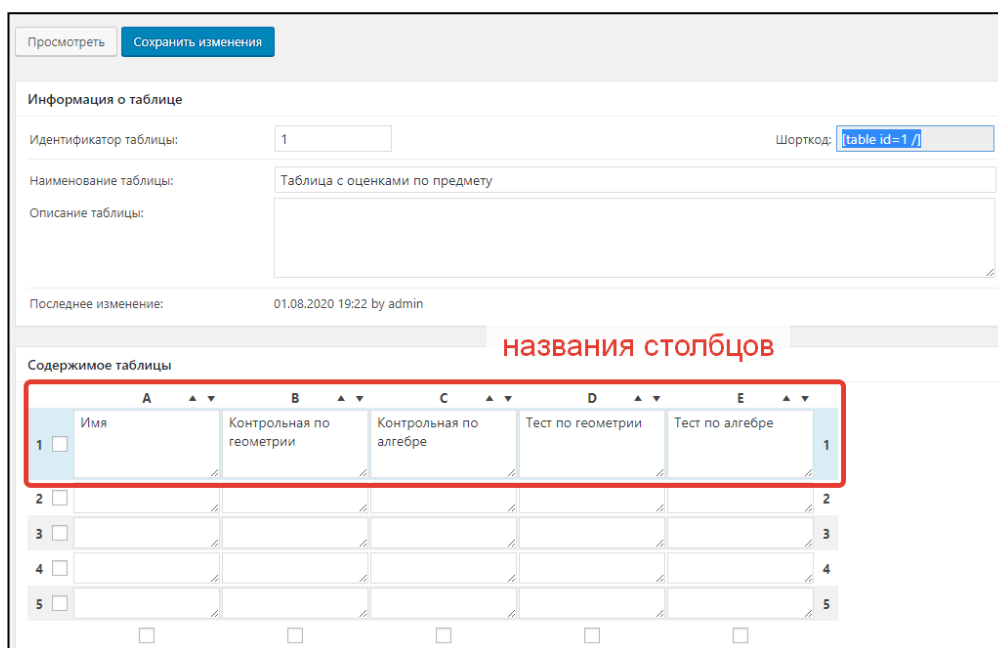 Просмотреть Сохранить изменения
Информация о таблице
Идентификатор таблицы: 1 Шорткод: [table id=1 /]
Наименование таблицы: Таблица с оценками по предмету
Описание таблицы:
Последнее изменение: 01.08.2020 19:22 by admin
названия столбцов
Содержимое таблицы
A B C D E
1 Имя Контрольная по Контрольная по Тест по геометрии Тест по алгебре 1
геометрии алгебре
2 2
3 3
4 4
5 5